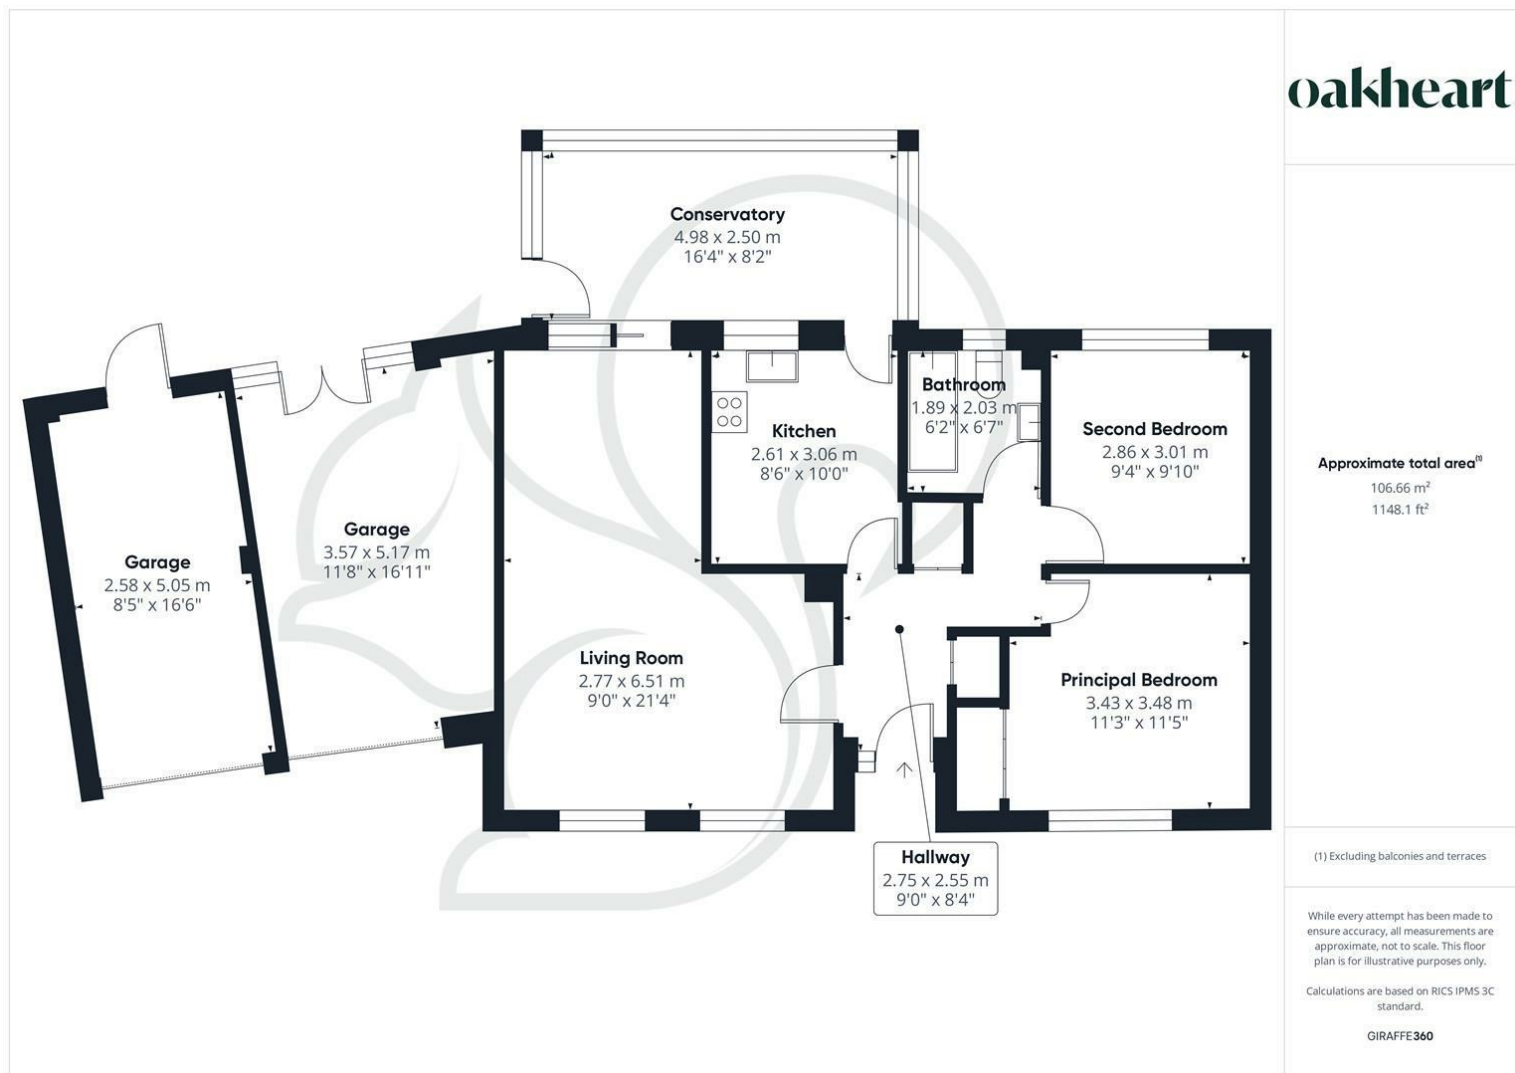 oakheart
Conservatory
4.98 x 2.50 m
16'4" x 8'2"
Bathroom
1.89 x 2.03 m
6'2" x 6'7"
Kitchen
2.61 x 3.06 m
8'6" x 10'0"
Second Bedroom
2.86 x 3.01 m
9'4" x 9'10"
Garage
3.57 x 5.17 m
11'8" x 16'11"
Garage
2.58 x 5.05 m
8'5" x 16'6"
Living Room
2.77 x 6.51 m
9'0" x 21'4"
Principal Bedroom
3.43 x 3.48 m
11'3" x 11'5"
Hallway
2.75 x 2.55 m
9'0" x 8'4"
Approximate total area(1)
106.66 m²
1148.1 ft²
(1) Excluding balconies and terraces
While every attempt has been made to
ensure accuracy, all measurements are
approximate, not to scale. This floor
plan is for illustrative purposes only.
Calculations are based on RICS IPMS 3C
standard.
GIRAFFE360